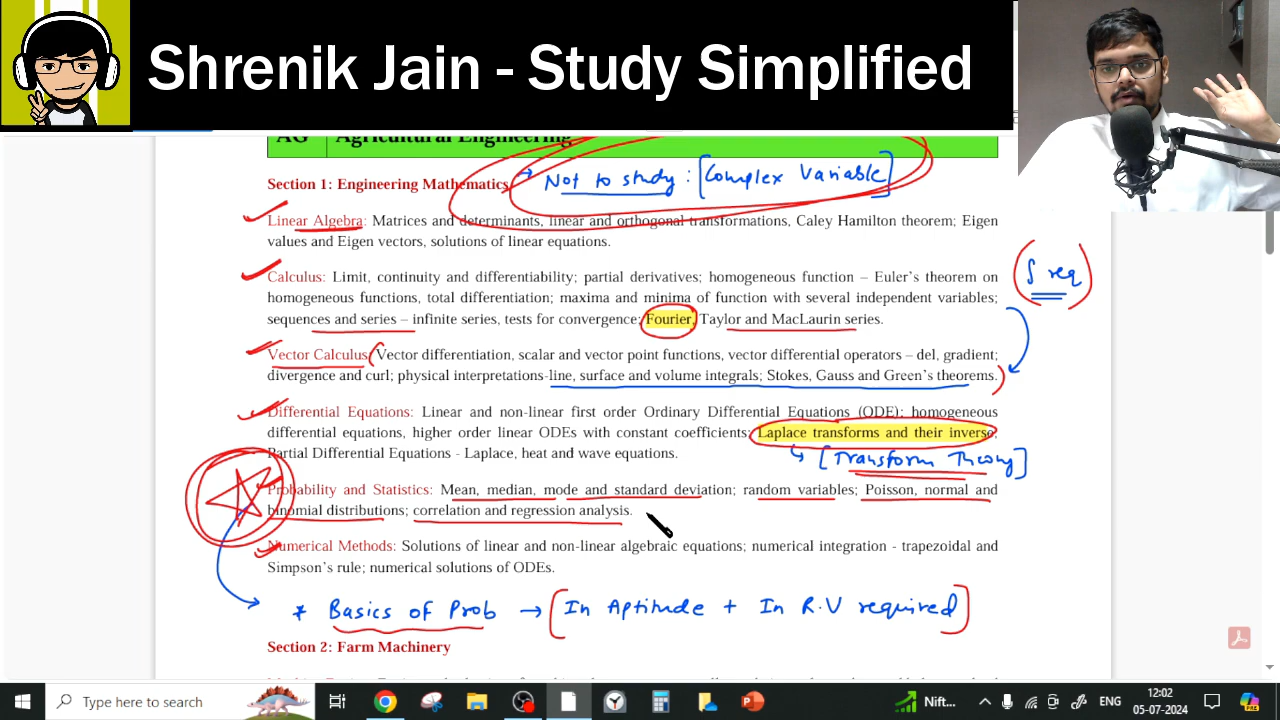 Shrenik Jain - Study Simplified
AG Agricultural Engineering
Section 1: Engineering Mathematics
Not to study : [Complex Variable]
Linear Algebra: Matrices and determinants, linear and orthogonal transformations, Caley Hamilton theorem; Eigen
values and Eigen vectors, solutions of linear equations.
Calculus: Limit, continuity and differentiability; partial derivatives; homogeneous function – Euler's theorem on
homogeneous functions, total differentiation; maxima and minima of function with several independent variables;
sequences and series – infinite series, tests for convergence; Fourier, Taylor and MacLaurin series.
(∫ req)
Vector Calculus: Vector differentiation, scalar and vector point functions, vector differential operators – del, gradient;
divergence and curl; physical interpretations-line, surface and volume integrals; Stokes, Gauss and Green's theorems.
Differential Equations: Linear and non-linear first order Ordinary Differential Equations (ODE); homogeneous
differential equations, higher order linear ODEs with constant coefficients; Laplace transforms and their inverse;
Partial Differential Equations - Laplace, heat and wave equations.
[Transform Theory]
Probability and Statistics: Mean, median, mode and standard deviation; random variables; Poisson, normal and
binomial distributions; correlation and regression analysis.
Numerical Methods: Solutions of linear and non-linear algebraic equations; numerical integration - trapezoidal and
Simpson's rule; numerical solutions of ODEs.
* Basics of Prob → [In Aptitude + In R.V required]
Section 2: Farm Machinery
Type here to search
Nift...
ENG
12:02
05-07-2024